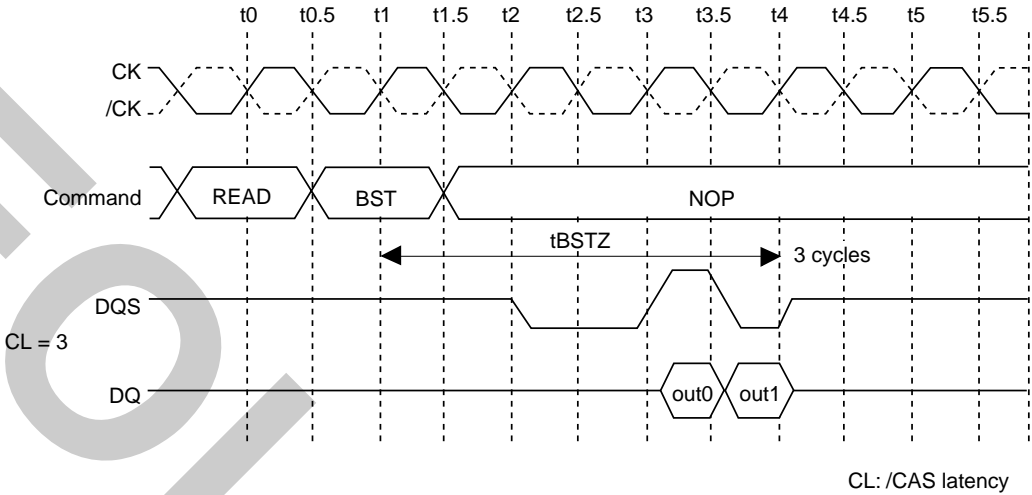 t0 t0.5 t1 t1.5 t2 t2.5 t3 t3.5 t4 t4.5 t5 t5.5
CK
/CK
Command READ BST NOP
tBSTZ
3 cycles
DQS
CL = 3
DQ out0 out1
CL: /CAS latency